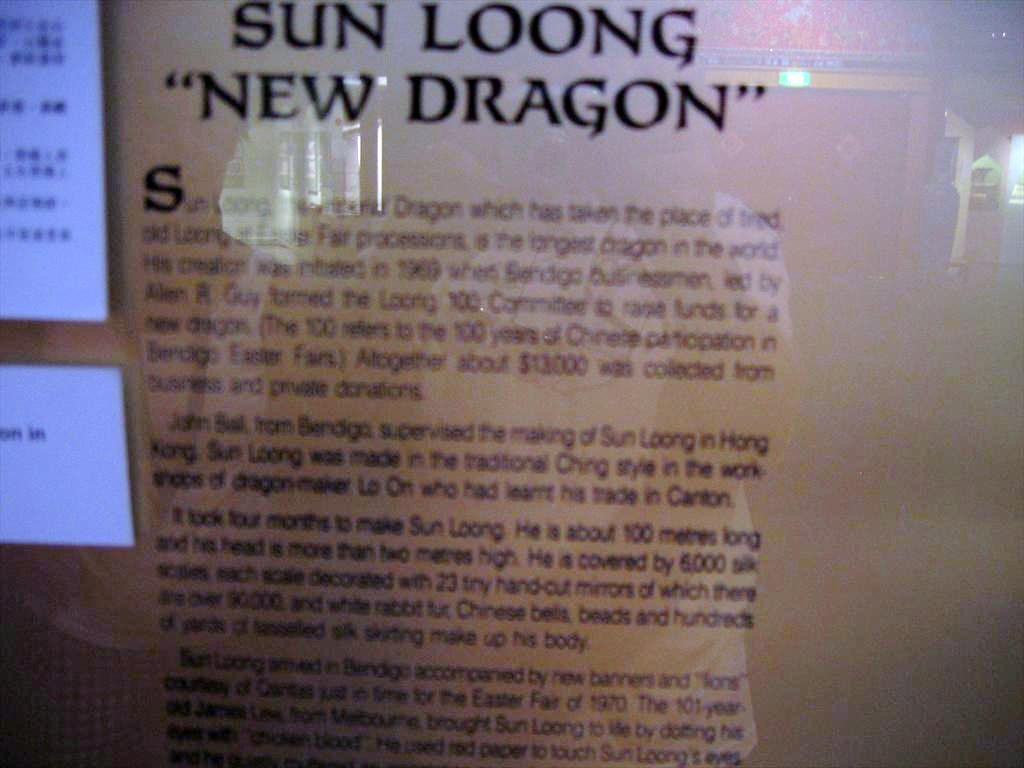 SUN LOONG
"NEW DRAGON"
Sun Loong, the Imperial Dragon which has taken the place of tired
old Loong at Easter Fair processions, is the longest dragon in the world.
His creation was initiated in 1969 when Bendigo businessmen, led by
Allen R. Guy formed the Loong 100 Committee to raise funds for a
new dragon. (The 100 refers to the 100 years of Chinese participation in
Bendigo Easter Fairs.) Altogether about $13,000 was collected from
business and private donations.
John Ball, from Bendigo, supervised the making of Sun Loong in Hong
Kong. Sun Loong was made in the traditional Ching style in the work-
shops of dragon-maker Lo On who had learnt his trade in Canton.
It took four months to make Sun Loong. He is about 100 metres long
and his head is more than two metres high. He is covered by 6,000 silk
scales, each scale decorated with 23 tiny hand-cut mirrors of which there
are over 90,000, and white rabbit fur, Chinese bells, beads and hundreds
of yards of tasselled silk skirting make up his body.
Sun Loong arrived in Bendigo accompanied by new banners and "lions"
courtesy of Qantas just in time for the Easter Fair of 1970. The 101-year-
old James Lew, from Melbourne, brought Sun Loong to life by dotting his
eyes with "chicken blood". He used red paper to touch Sun Loong's eyes
and he quietly
on in